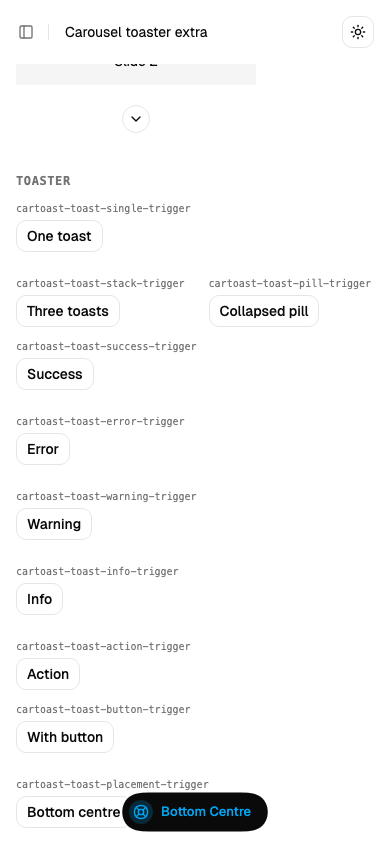 Carousel toaster extra
Slide 2
TOASTER
cartoast-toast-single-trigger
One toast
cartoast-toast-stack-trigger
cartoast-toast-pill-trigger
Three toasts
Collapsed pill
cartoast-toast-success-trigger
Success
cartoast-toast-error-trigger
Error
cartoast-toast-warning-trigger
Warning
cartoast-toast-info-trigger
Info
cartoast-toast-action-trigger
Action
cartoast-toast-button-trigger
With button
cartoast-toast-placement-trigger
Bottom centre
Bottom Centre